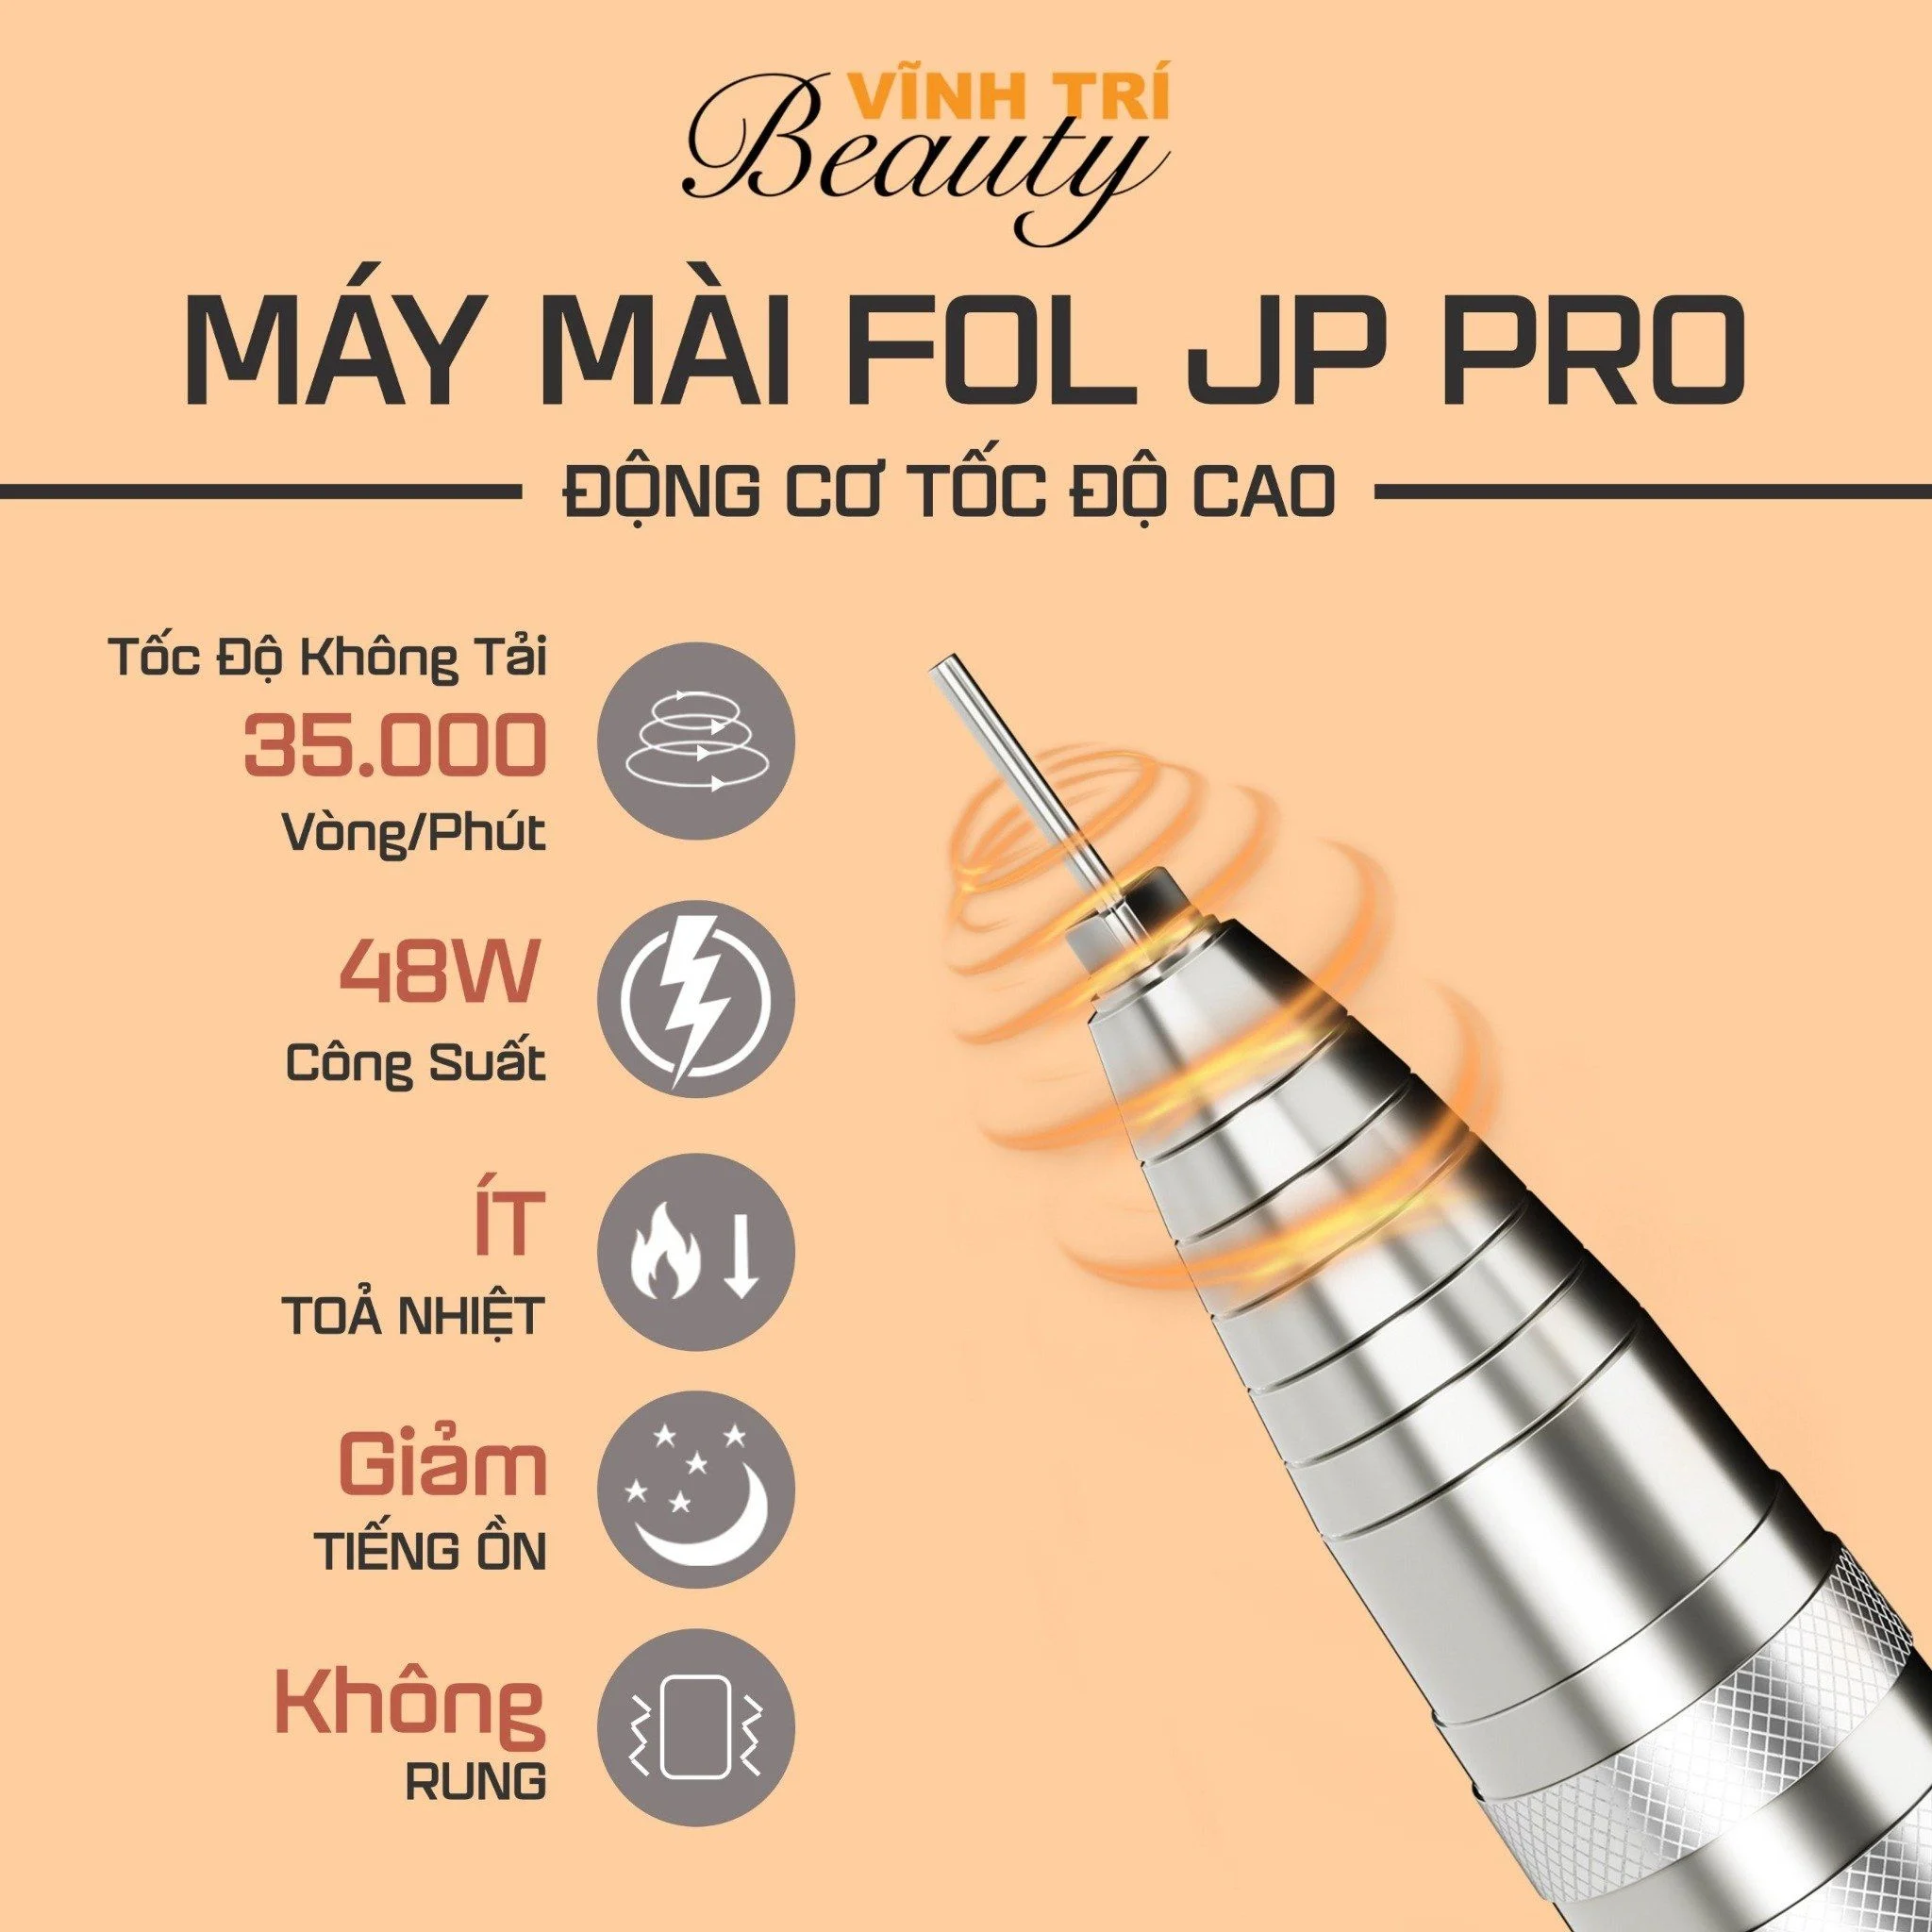 VĨNH TRÍ
Beauty
MÁY MÀI FOL JP PRO
ĐỘNG CƠ TỐC ĐỘ CAO
Tốc Độ Không Tải
35.000
Vòng/Phút
48W
Công Suất
ÍT
TOẢ NHIỆT
Giảm
TIẾNG ỒN
Không
RUNG